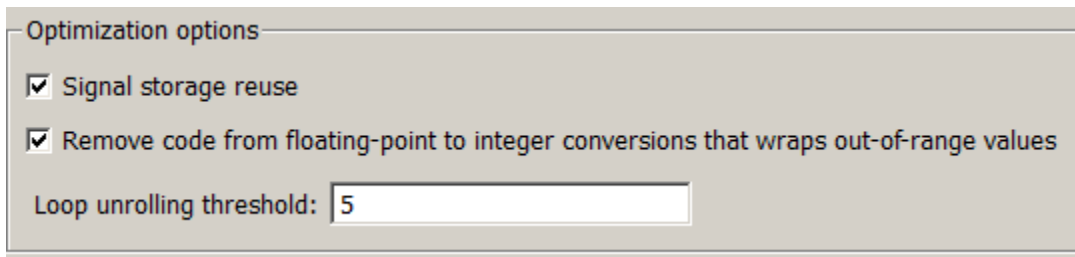 Optimization options
Signal storage reuse
Remove code from floating-point to integer conversions that wraps out-of-range values
Loop unrolling threshold: 5